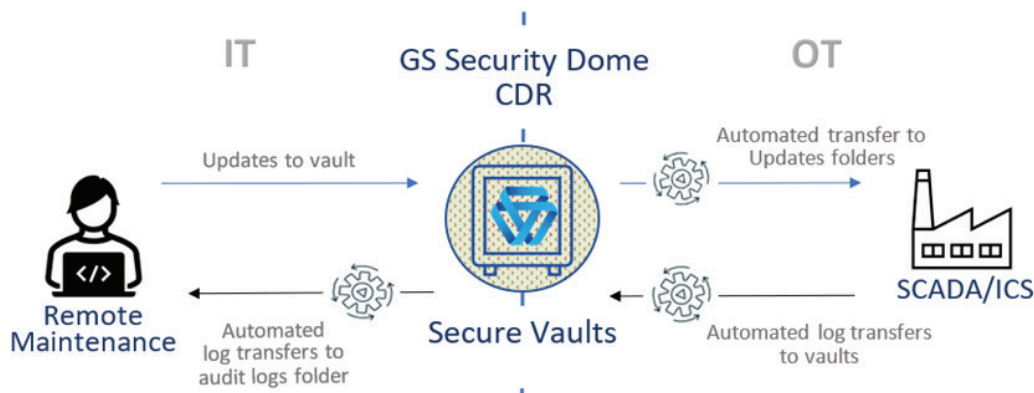 IT
GS Security Dome
CDR
OT
Updates to vault
Automated transfer to
Updates folders
</>
Remote
Maintenance
Automated
log transfers to
audit logs folder
Secure Vaults
Automated log transfers
to vaults
SCADA/ICS